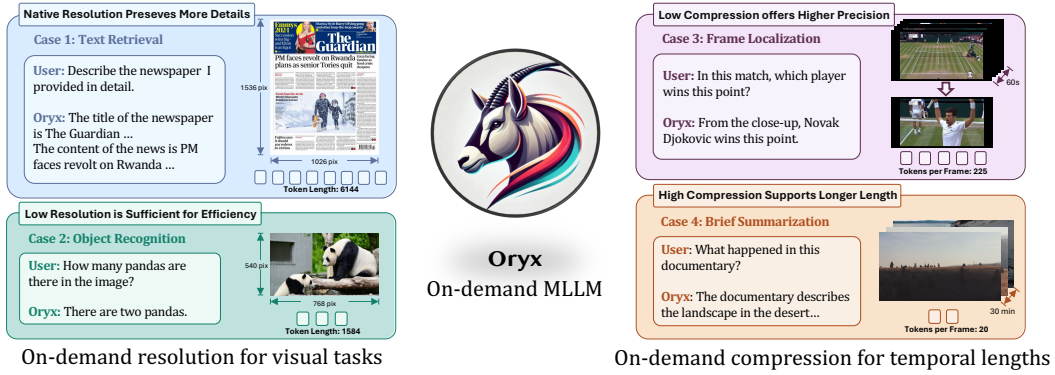 Native Resolution Preseves More Details
Case 1: Text Retrieval
User: Describe the newspaper I
provided in detail.
Oryx: The title of the newspaper
is The Guardian ...
The content of the news is PM
faces revolt on Rwanda ...
1536 pix
The
Guardian
PM faces revolt on Rwanda
plans as senior Tories quit
1026 pix
Token Length: 6144
Low Resolution is Sufficient for Efficiency
Case 2: Object Recognition
User: How many pandas are
there in the image?
Oryx: There are two pandas.
540 pix
768 pix
Token Length: 1584
On-demand resolution for visual tasks
Oryx
On-demand MLLM
Low Compression offers Higher Precision
Case 3: Frame Localization
User: In this match, which player
wins this point?
Oryx: From the close-up, Novak
Djokovic wins this point.
60s
Tokens per Frame: 225
High Compression Supports Longer Length
Case 4: Brief Summarization
User: What happened in this
documentary?
Oryx: The documentary describes
the landscape in the desert...
30 min
Tokens per Frame: 20
On-demand compression for temporal lengths